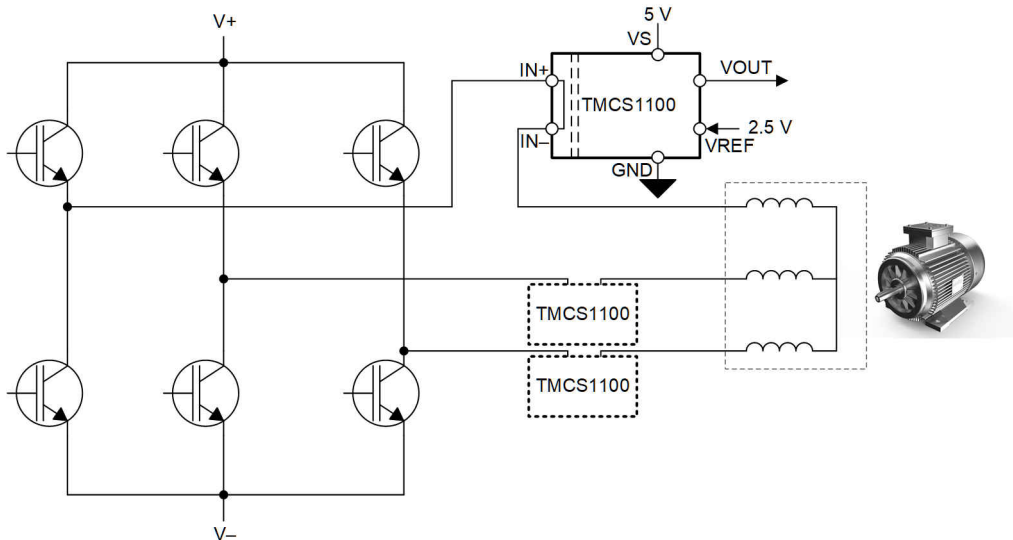 V+
5 V
VS
IN+
VOUT
TMCS1100
2.5 V
IN–
VREF
GND
TMCS1100
TMCS1100
V–